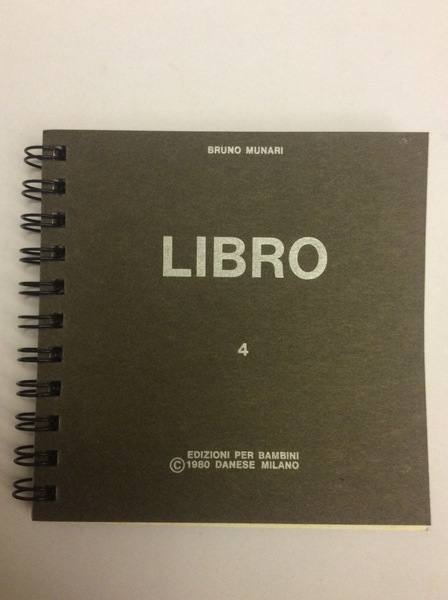 BRUNO MUNARI
LIBRO
4
EDIZIONI PER BAMBINI
© 1980 DANESE MILANO